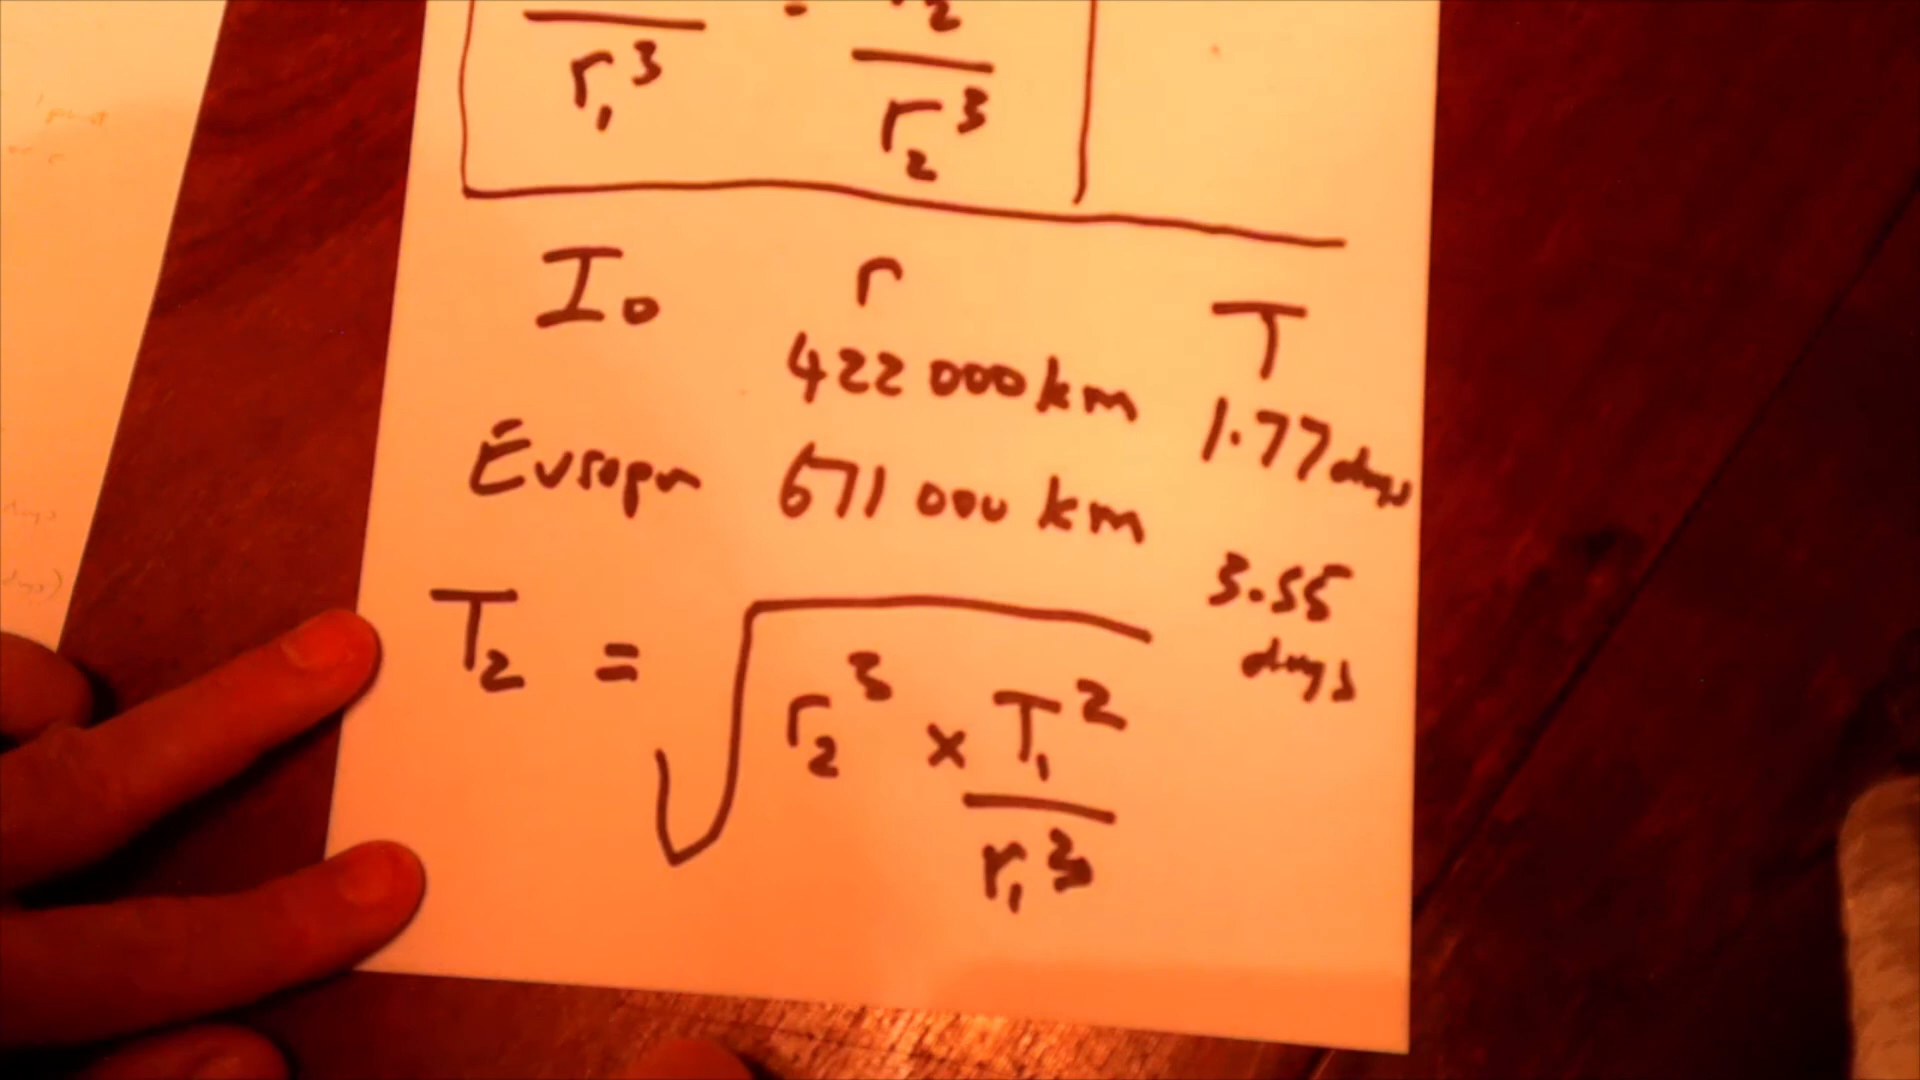 r₁³ = r₂³
Io r T
422 000 km 1.77 days
Europa 671 000 km 3.55 days
T₂ = √ r₂³ × T₁²
r₁³